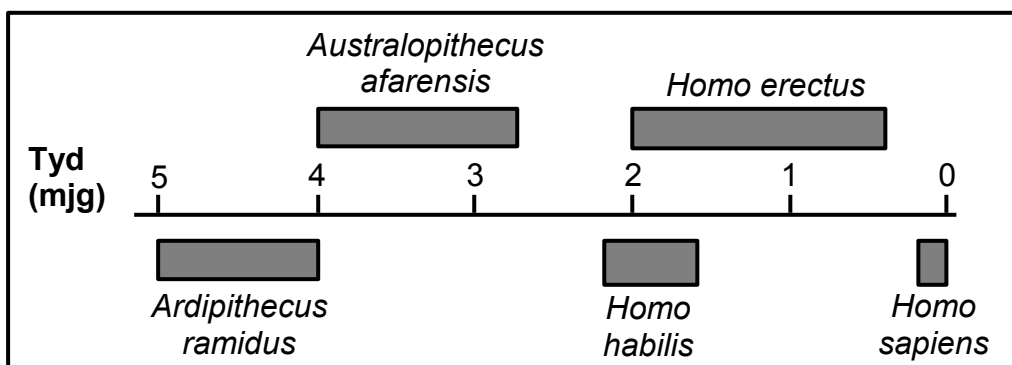 Australopithecus
afarensis
Homo erectus
Tyd
(mjg)
5 4 3 2 1 0
Ardipithecus
ramidus
Homo
habilis
Homo
sapiens